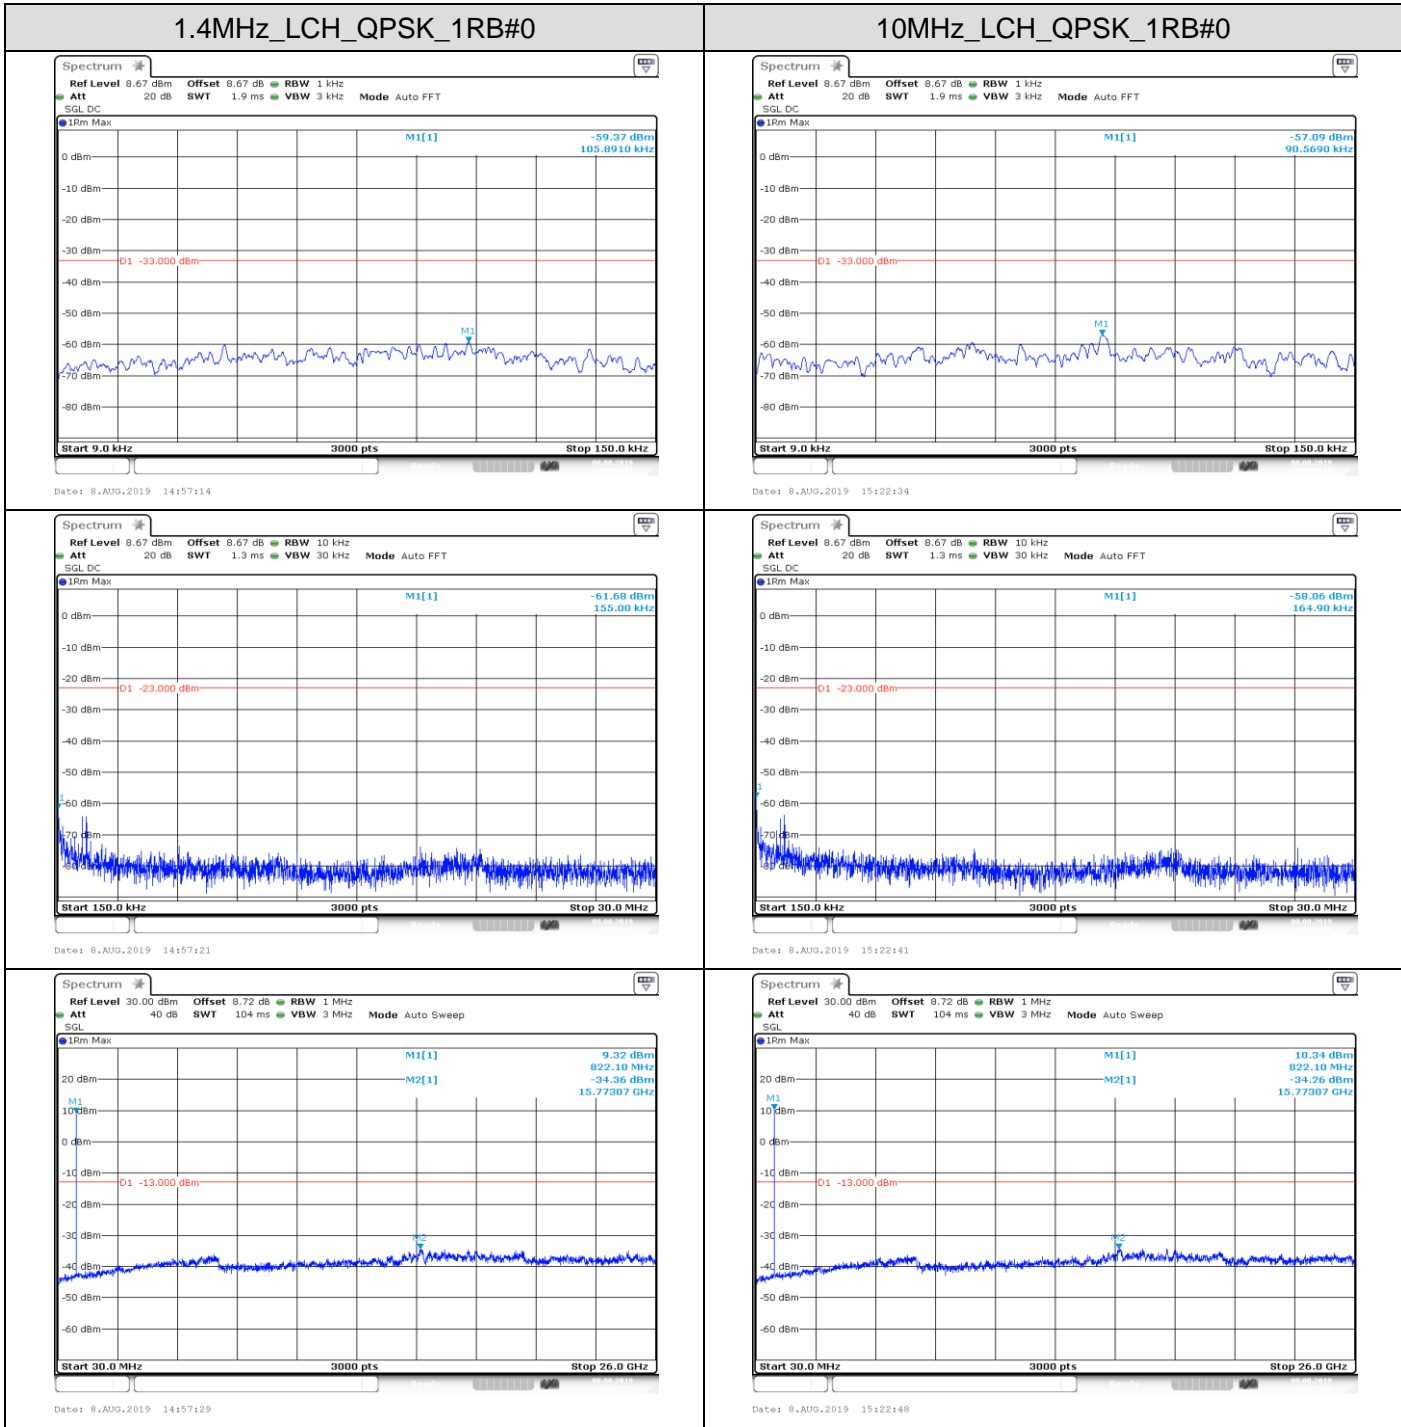 1.4MHz_LCH_QPSK_1RB#0
10MHz_LCH_QPSK_1RB#0
Spectrum
Ref Level 8.67 dBm Offset 8.67 dB RBW 1 kHz
Att 20 dB SWT 1.9 ms VBW 3 kHz Mode Auto FFT
SGL DC
1Rm Max
M1[1] -59.37 dBm
105.8910 kHz
0 dBm
-10 dBm
-20 dBm
-30 dBm
D1 -33.000 dBm
-40 dBm
-50 dBm
M1
-60 dBm
-70 dBm
-80 dBm
Start 9.0 kHz 3000 pts Stop 150.0 kHz
Date: 8.AUG.2019 14:57:14
Spectrum
Ref Level 8.67 dBm Offset 8.67 dB RBW 1 kHz
Att 20 dB SWT 1.9 ms VBW 3 kHz Mode Auto FFT
SGL DC
1Rm Max
M1[1] -57.09 dBm
90.5690 kHz
0 dBm
-10 dBm
-20 dBm
-30 dBm
D1 -33.000 dBm
-40 dBm
-50 dBm
M1
-60 dBm
-70 dBm
-80 dBm
Start 9.0 kHz 3000 pts Stop 150.0 kHz
Date: 8.AUG.2019 15:22:34
Spectrum
Ref Level 8.67 dBm Offset 8.67 dB RBW 10 kHz
Att 20 dB SWT 1.3 ms VBW 30 kHz Mode Auto FFT
SGL DC
1Rm Max
M1[1] -61.68 dBm
155.00 kHz
0 dBm
-10 dBm
-20 dBm
D1 -23.000 dBm
-30 dBm
-40 dBm
-50 dBm
1
-60 dBm
-70 dBm
-80 dBm
Start 150.0 kHz 3000 pts Stop 30.0 MHz
Date: 8.AUG.2019 14:57:21
Spectrum
Ref Level 8.67 dBm Offset 8.67 dB RBW 10 kHz
Att 20 dB SWT 1.3 ms VBW 30 kHz Mode Auto FFT
SGL DC
1Rm Max
M1[1] -58.06 dBm
164.90 kHz
0 dBm
-10 dBm
-20 dBm
D1 -23.000 dBm
-30 dBm
-40 dBm
-50 dBm
1
-60 dBm
-70 dBm
-80 dBm
Start 150.0 kHz 3000 pts Stop 30.0 MHz
Date: 8.AUG.2019 15:22:41
Spectrum
Ref Level 30.00 dBm Offset 8.72 dB RBW 1 MHz
Att 40 dB SWT 104 ms VBW 3 MHz Mode Auto Sweep
SGL
1Rm Max
M1[1] 9.32 dBm
822.10 MHz
20 dBm M2[1] -34.36 dBm
15.77307 GHz
M1
10 dBm
0 dBm
-10 dBm
D1 -13.000 dBm
-20 dBm
-30 dBm
M2
-40 dBm
-50 dBm
-60 dBm
Start 30.0 MHz 3000 pts Stop 26.0 GHz
Date: 8.AUG.2019 14:57:29
Spectrum
Ref Level 30.00 dBm Offset 8.72 dB RBW 1 MHz
Att 40 dB SWT 104 ms VBW 3 MHz Mode Auto Sweep
SGL
1Rm Max
M1[1] 10.34 dBm
822.10 MHz
20 dBm M2[1] -34.26 dBm
15.77307 GHz
M1
10 dBm
0 dBm
-10 dBm
D1 -13.000 dBm
-20 dBm
-30 dBm
M2
-40 dBm
-50 dBm
-60 dBm
Start 30.0 MHz 3000 pts Stop 26.0 GHz
Date: 8.AUG.2019 15:22:48